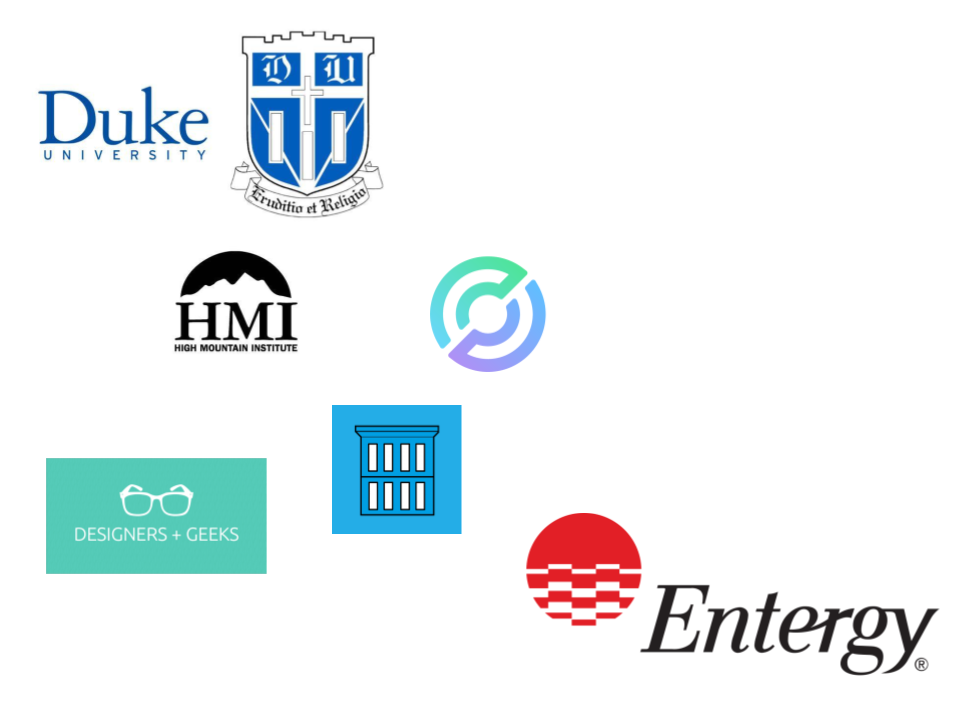 Duke
UNIVERSITY
D U
Eruditio et Religio
HMI
HIGH MOUNTAIN INSTITUTE
DESIGNERS + GEEKS
Entergy®